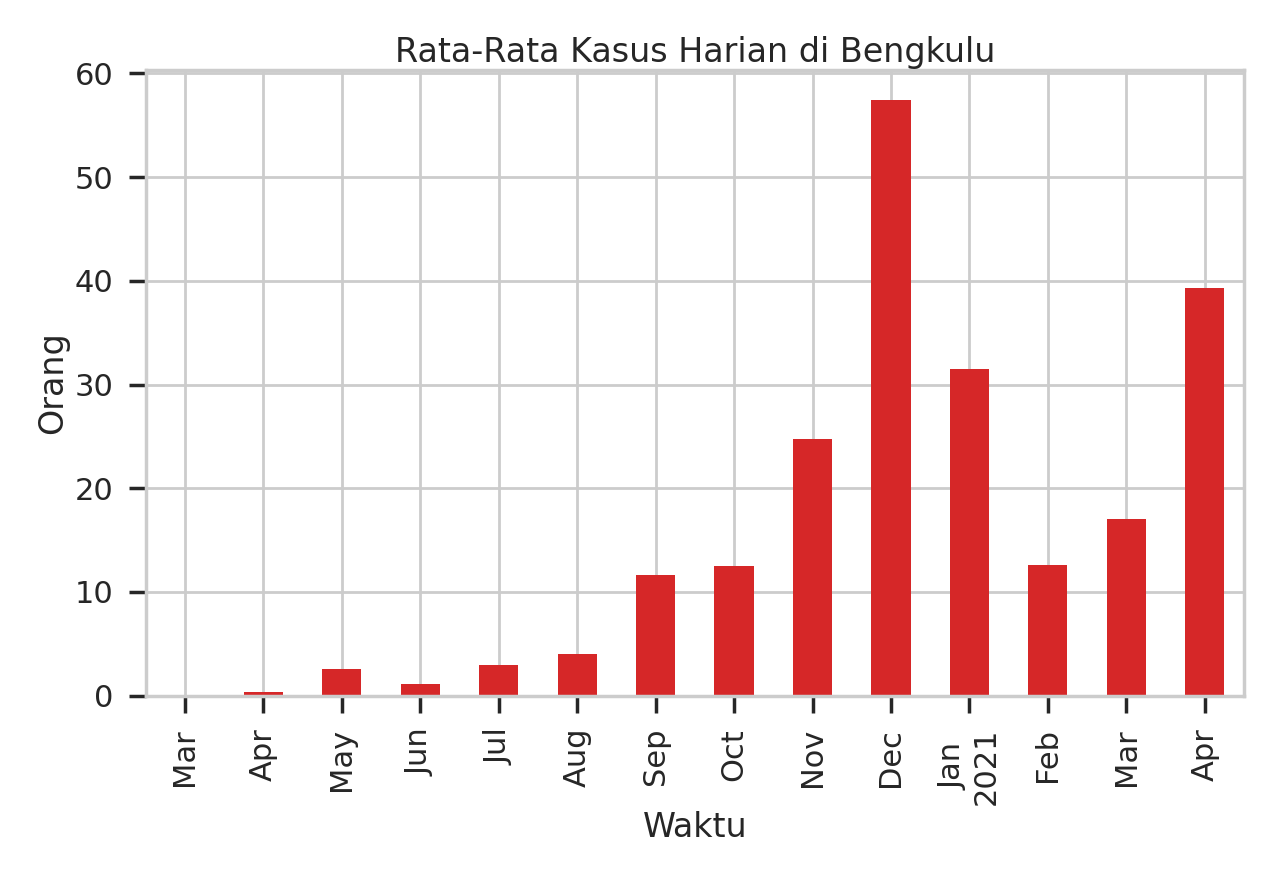 Rata-Rata Kasus Harian di Bengkulu
60
50
40
30
20
10
0
Orang
Mar
Apr
May
Jun
Jul
Aug
Sep
Oct
Nov
Dec
Jan
2021
Feb
Mar
Apr
Waktu